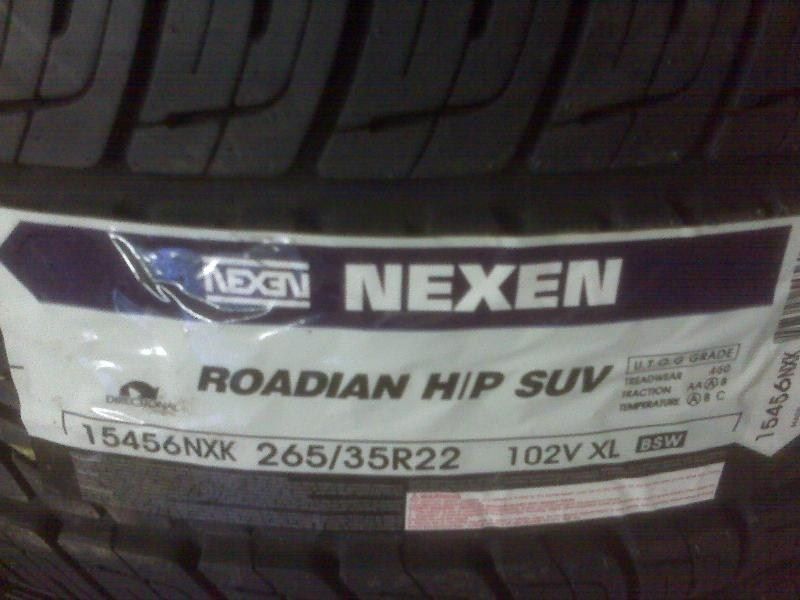 NEXEN NEXEN
ROADIAN H/P SUV
U.T.Q.G GRADE
TREADWEAR 460
TRACTION AA A B
TEMPERATURE A B C
DIRECTIONAL
15456NXK 265/35R22 102V XL BSW
15456NXK